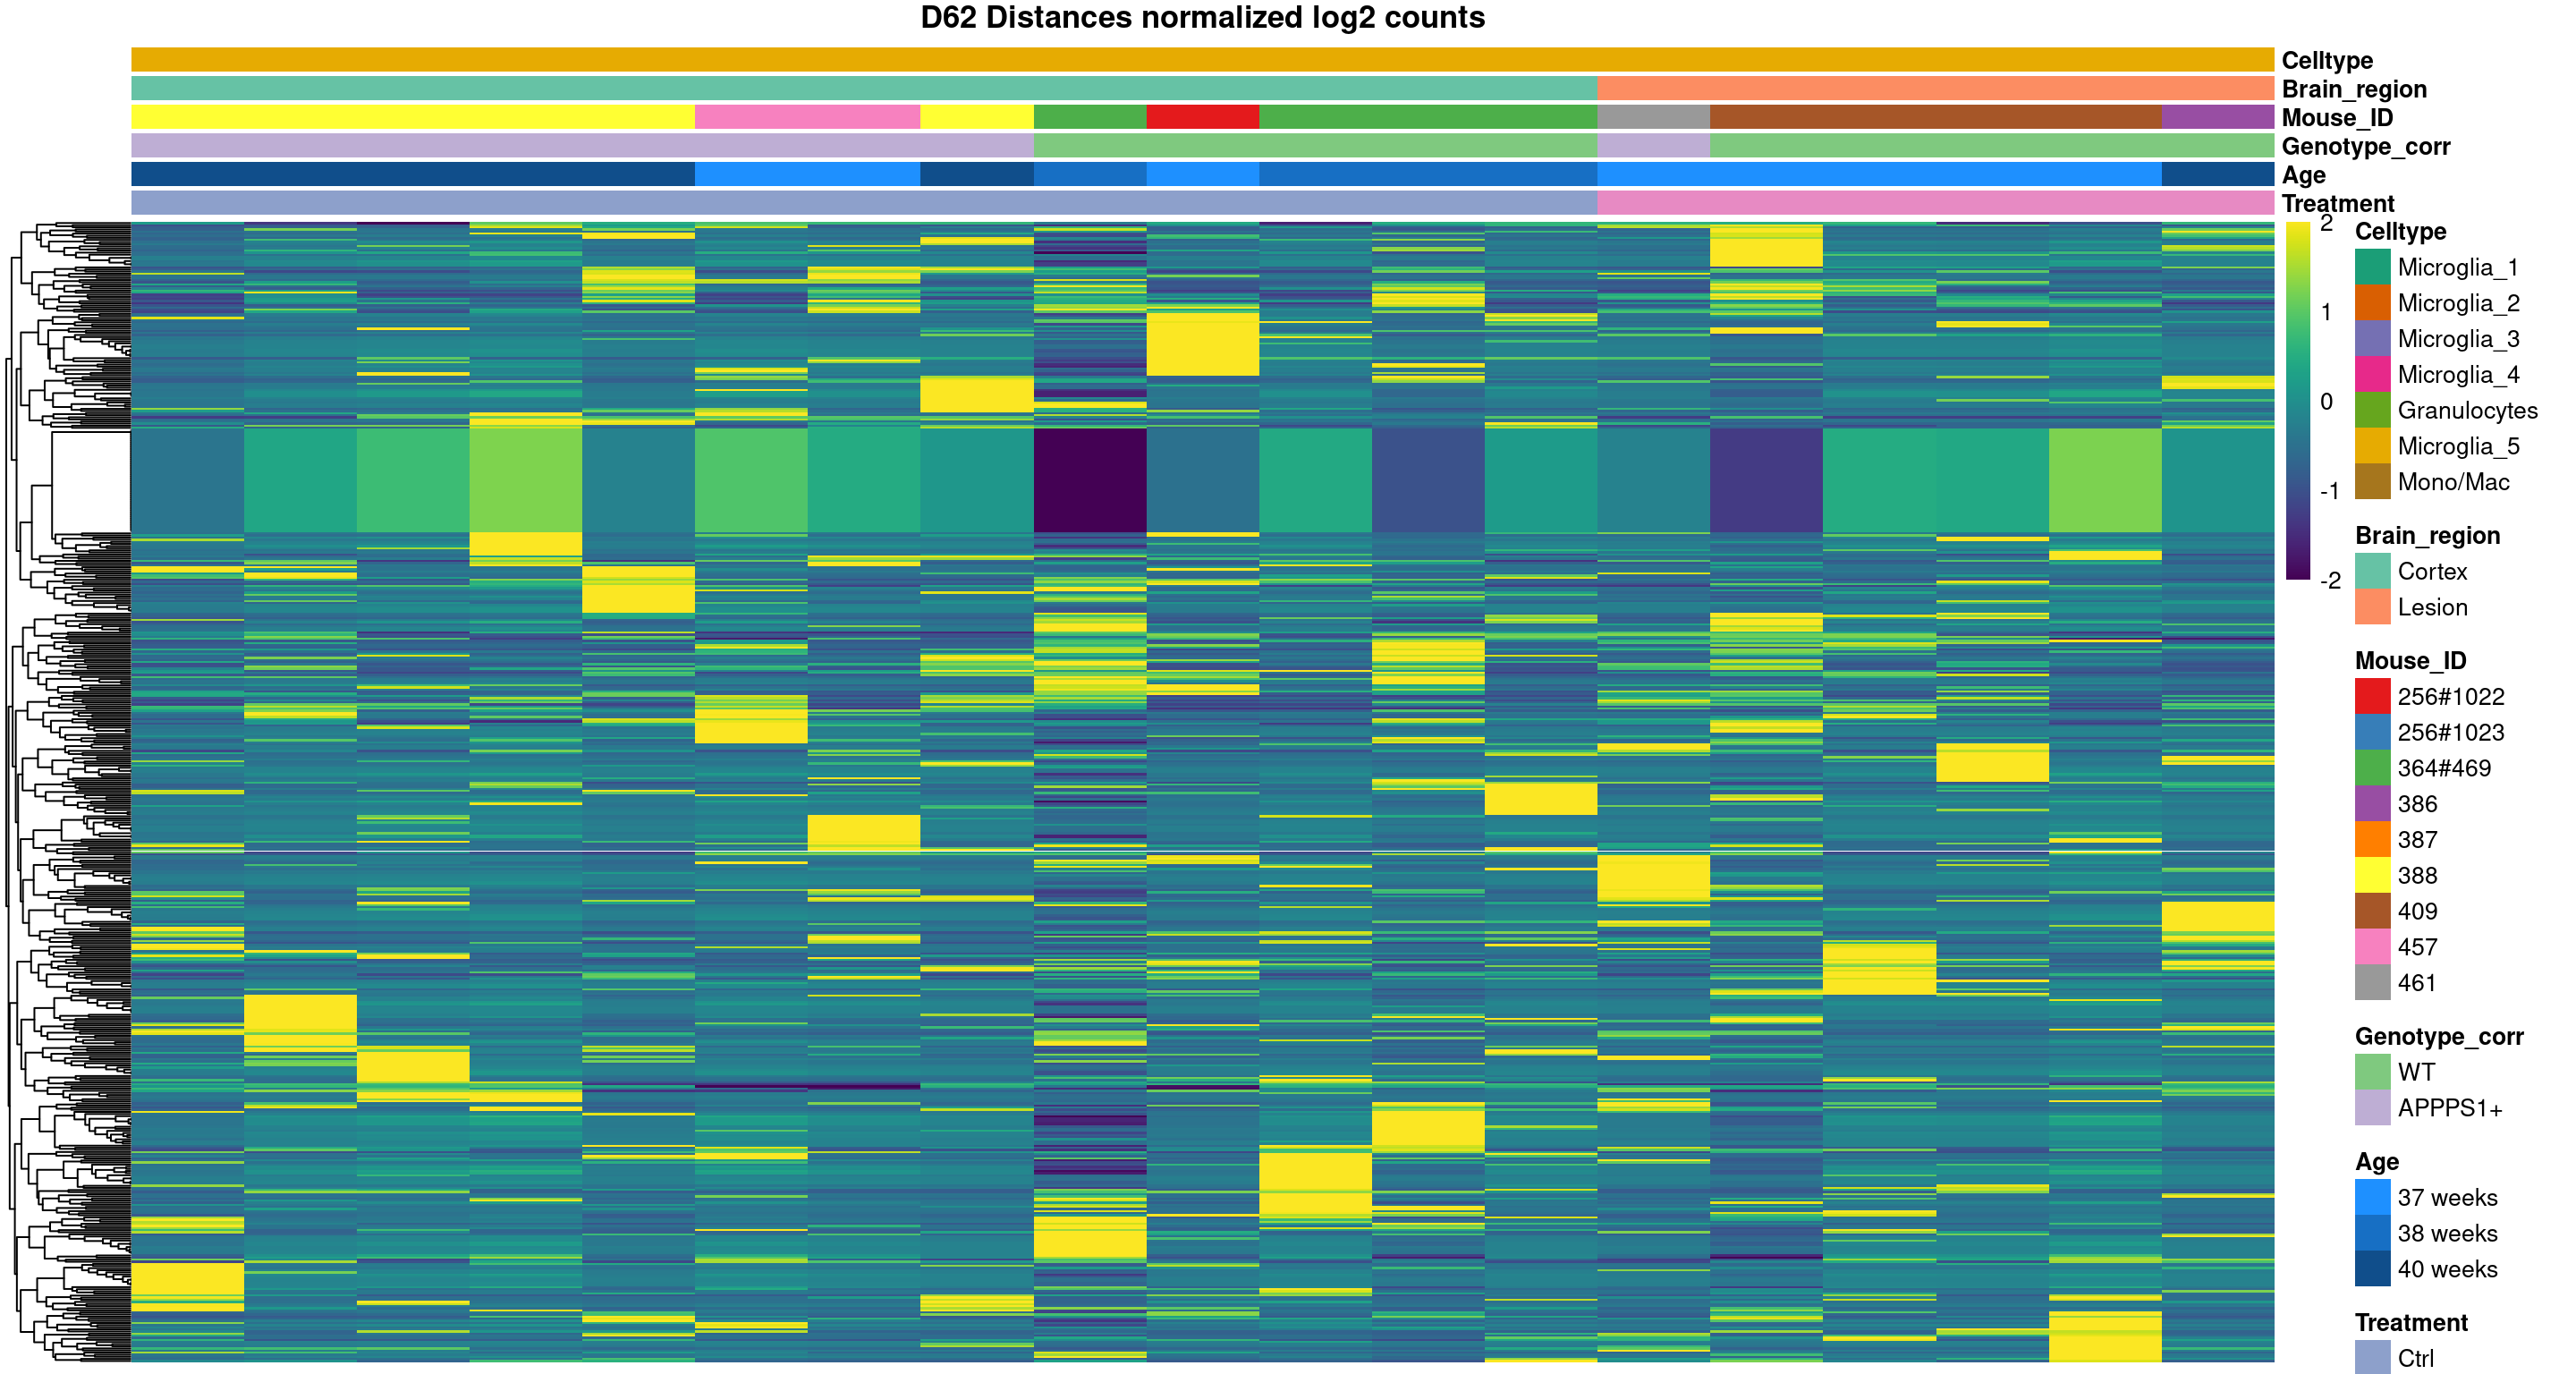 D62 Distances normalized log2 counts
Celltype
Brain_region
Mouse_ID
Genotype_corr
Age
Treatment
2
1
0
-1
-2
Celltype
Microglia_1
Microglia_2
Microglia_3
Microglia_4
Granulocytes
Microglia_5
Mono/Mac
Brain_region
Cortex
Lesion
Mouse_ID
256#1022
256#1023
364#469
386
387
388
409
457
461
Genotype_corr
WT
APPPS1+
Age
37 weeks
38 weeks
40 weeks
Treatment
Ctrl